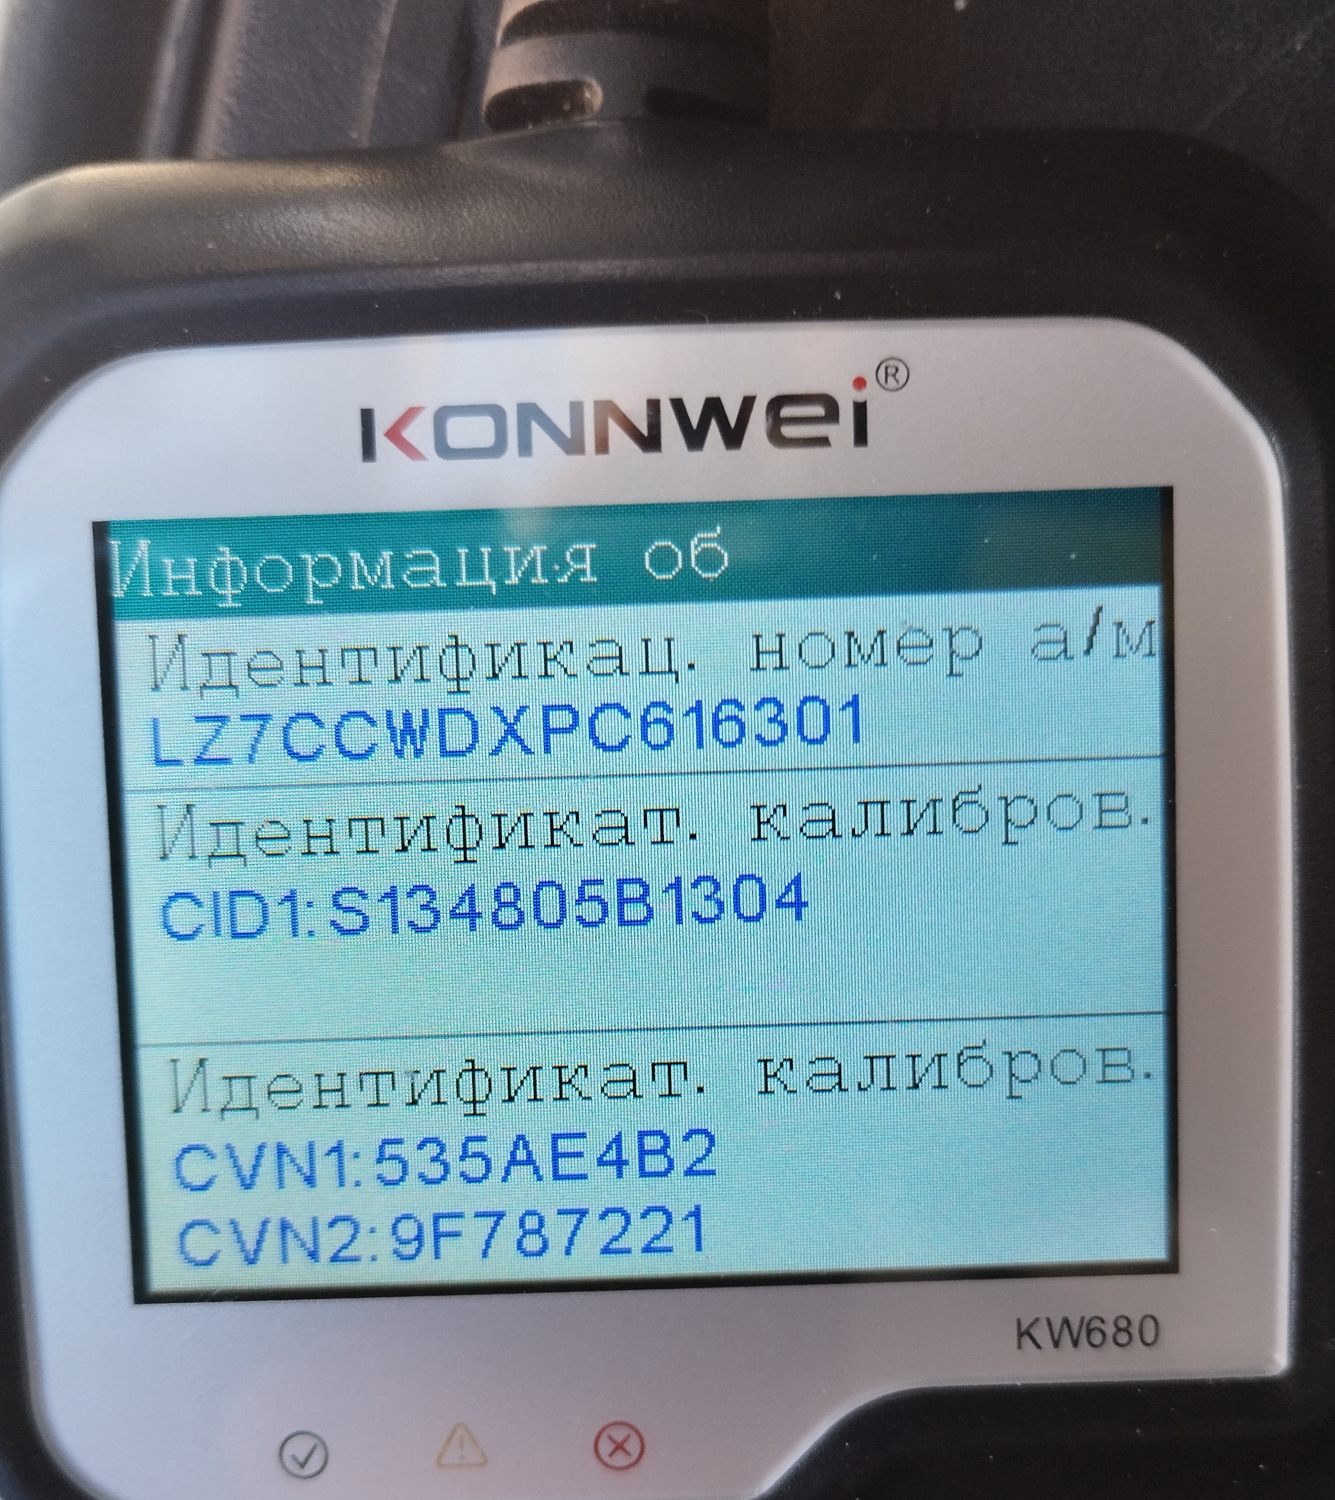 KONNWEI®
Информация об
Идентификац. номер а/м
LZ7CCWDXPC616301
Идентификат. калибров.
CID1:S134805B1304
Идентификат. калибров.
CVN1:535AE4B2
CVN2:9F787221
KW680